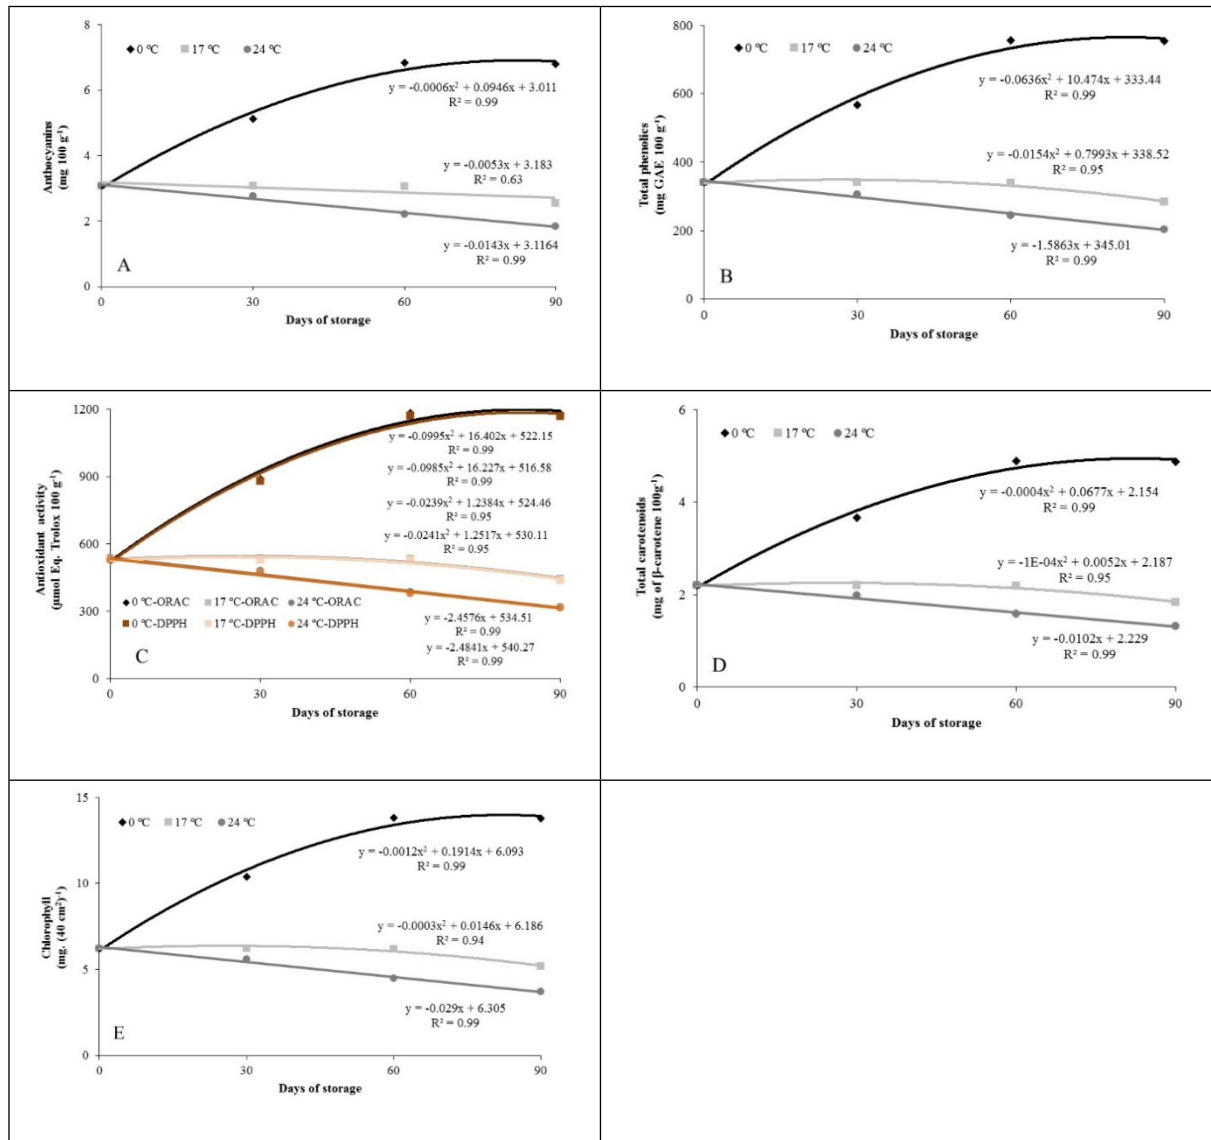 8
6
4
2
0
0
30
60
90
0 ºC 17 ºC 24 ºC
y = -0.0006x² + 0.0946x + 3.011
R² = 0.99
y = -0.0053x + 3.183
R² = 0.63
y = -0.0143x + 3.1164
R² = 0.99
Anthocyanins
(mg 100 g⁻¹)
A
Days of storage
800
600
400
200
0
0
30
60
90
0 ºC 17 ºC 24 ºC
y = -0.0636x² + 10.474x + 333.44
R² = 0.99
y = -0.0154x² + 0.7993x + 338.52
R² = 0.95
y = -1.5863x + 345.01
R² = 0.99
Total phenolics
(mg GAE 100 g⁻¹)
B
Days of storage
1200
900
600
300
0
0
30
60
90
y = -0.0995x² + 16.402x + 522.15
R² = 0.99
y = -0.0985x² + 16.227x + 516.58
R² = 0.99
y = -0.0239x² + 1.2384x + 524.46
R² = 0.95
y = -0.0241x² + 1.2517x + 530.11
R² = 0.95
0 ºC-ORAC 17 ºC-ORAC 24 ºC-ORAC
0 ºC-DPPH 17 ºC-DPPH 24 ºC-DPPH
y = -2.4576x + 534.51
R² = 0.99
y = -2.4841x + 540.27
R² = 0.99
Antioxidant activity
(µmol Eq. Trolox 100 g⁻¹)
C
Days of storage
6
4
2
0
0
30
60
90
0 ºC 17 ºC 24 ºC
y = -0.0004x² + 0.0677x + 2.154
R² = 0.99
y = -1E-04x² + 0.0052x + 2.187
R² = 0.95
y = -0.0102x + 2.229
R² = 0.99
Total carotenoids
(mg of β-carotene 100g⁻¹)
D
Days of storage
15
10
5
0
0
30
60
90
0 ºC 17 ºC 24 ºC
y = -0.0012x² + 0.1914x + 6.093
R² = 0.99
y = -0.0003x² + 0.0146x + 6.186
R² = 0.94
y = -0.029x + 6.305
R² = 0.99
Chlorophyll
(mg. (40 cm²)⁻¹)
E
Days of storage